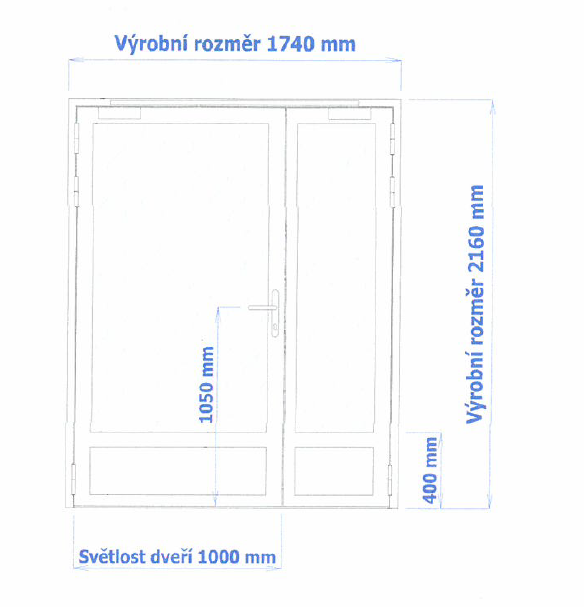 Výrobní rozměr 1740 mm
Výrobní rozměr 2160 mm
1050 mm
400 mm
Světlost dveří 1000 mm